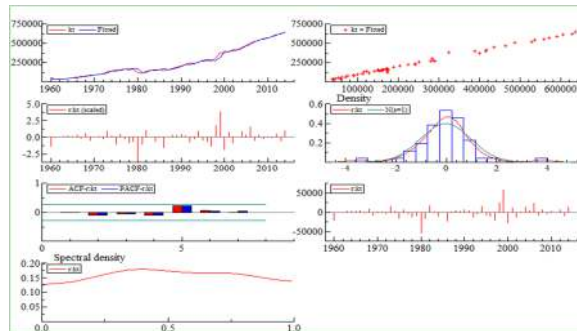 750000
kt Fitted
500000
250000
1960 1970 1980 1990 2000 2010
750000
kt × Fitted
500000
250000
100000 200000 300000 400000 500000 600000
5.0
r:kt (scaled)
2.5
0.0
-2.5
1960 1970 1980 1990 2000 2010
Density
0.6
r:kt N(s=1)
0.4
0.2
-4 -2 0 2 4
1
ACF-r:kt PACF-r:kt
0
-1
0 5
50000
r:kt
0
-50000
1960 1970 1980 1990 2000 2010
Spectral density
0.20
r:kt
0.15
0.10
0.05
0.0 0.5 1.0